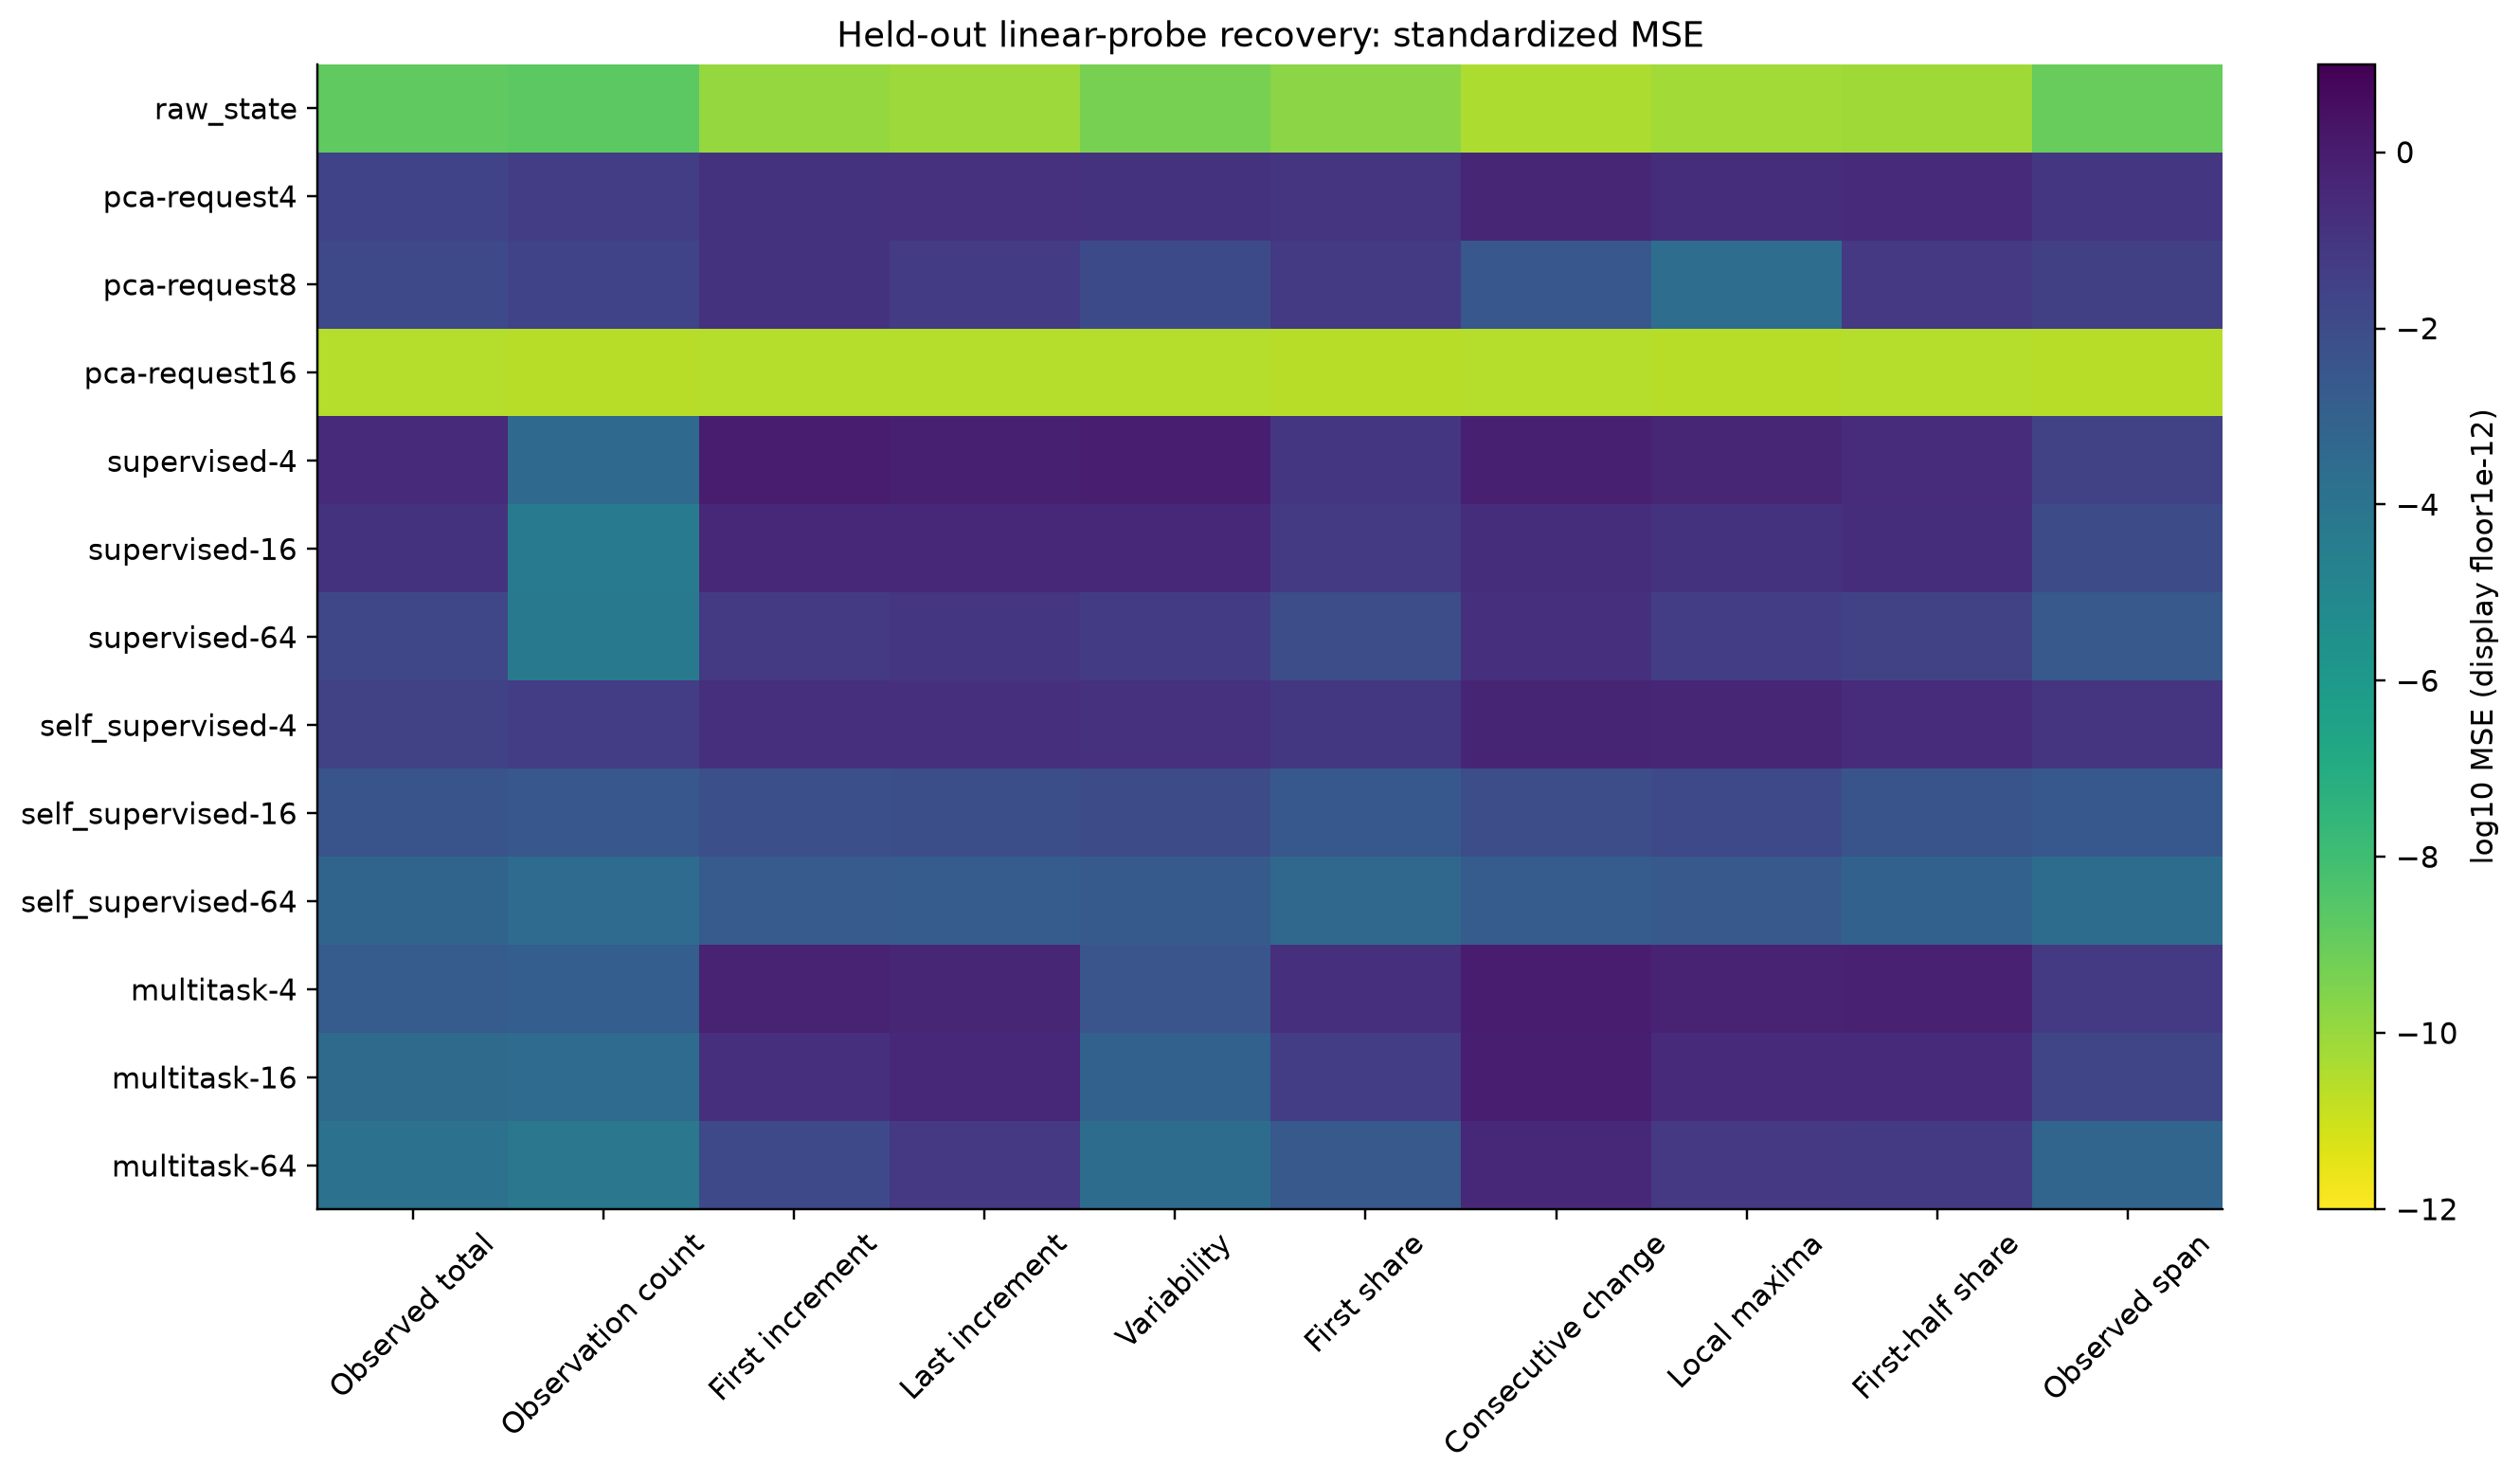 Held-out linear-probe recovery: standardized MSE
raw_state
pca-request4
pca-request8
pca-request16
supervised-4
supervised-16
supervised-64
self_supervised-4
self_supervised-16
self_supervised-64
multitask-4
multitask-16
multitask-64
Observed total
Observation count
First increment
Last increment
Variability
First share
Consecutive change
Local maxima
First-half share
Observed span
0
−2
−4
−6
−8
−10
−12
log10 MSE (display floor1e-12)